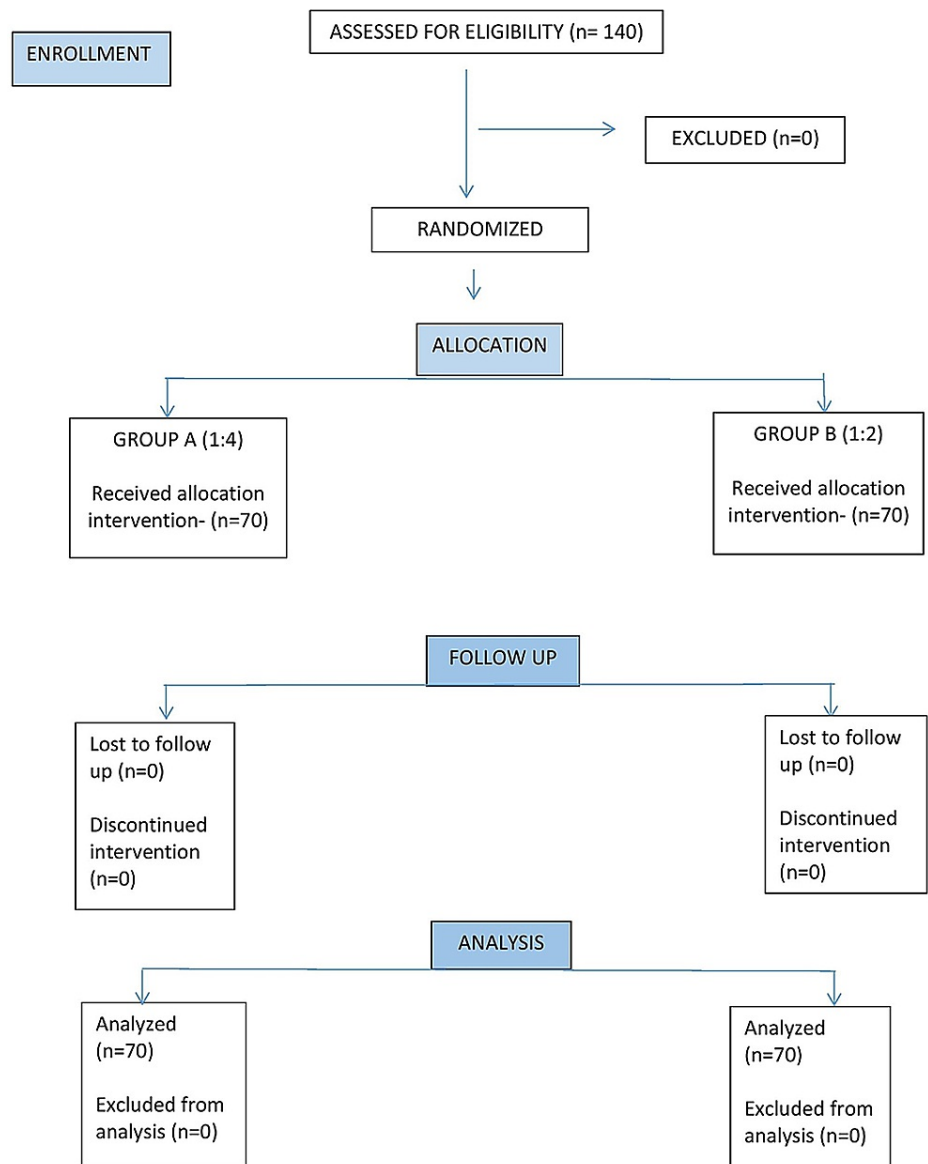 ASSESSED FOR ELIGIBILITY (n= 140)
ENROLLMENT
EXCLUDED (n=0)
RANDOMIZED
ALLOCATION
GROUP A (1:4)
Received allocation
intervention- (n=70)
GROUP B (1:2)
Received allocation
intervention- (n=70)
FOLLOW UP
Lost to follow
up (n=0)
Discontinued
intervention
(n=0)
Lost to follow
up (n=0)
Discontinued
intervention
(n=0)
ANALYSIS
Analyzed
(n=70)
Excluded from
analysis (n=0)
Analyzed
(n=70)
Excluded from
analysis (n=0)